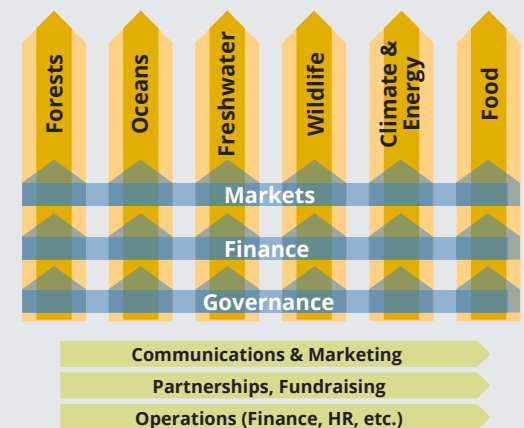 Forests
Oceans
Freshwater
Wildlife
Climate &
Energy
Food
Markets
Finance
Governance
Communications & Marketing
Partnerships, Fundraising
Operations (Finance, HR, etc.)